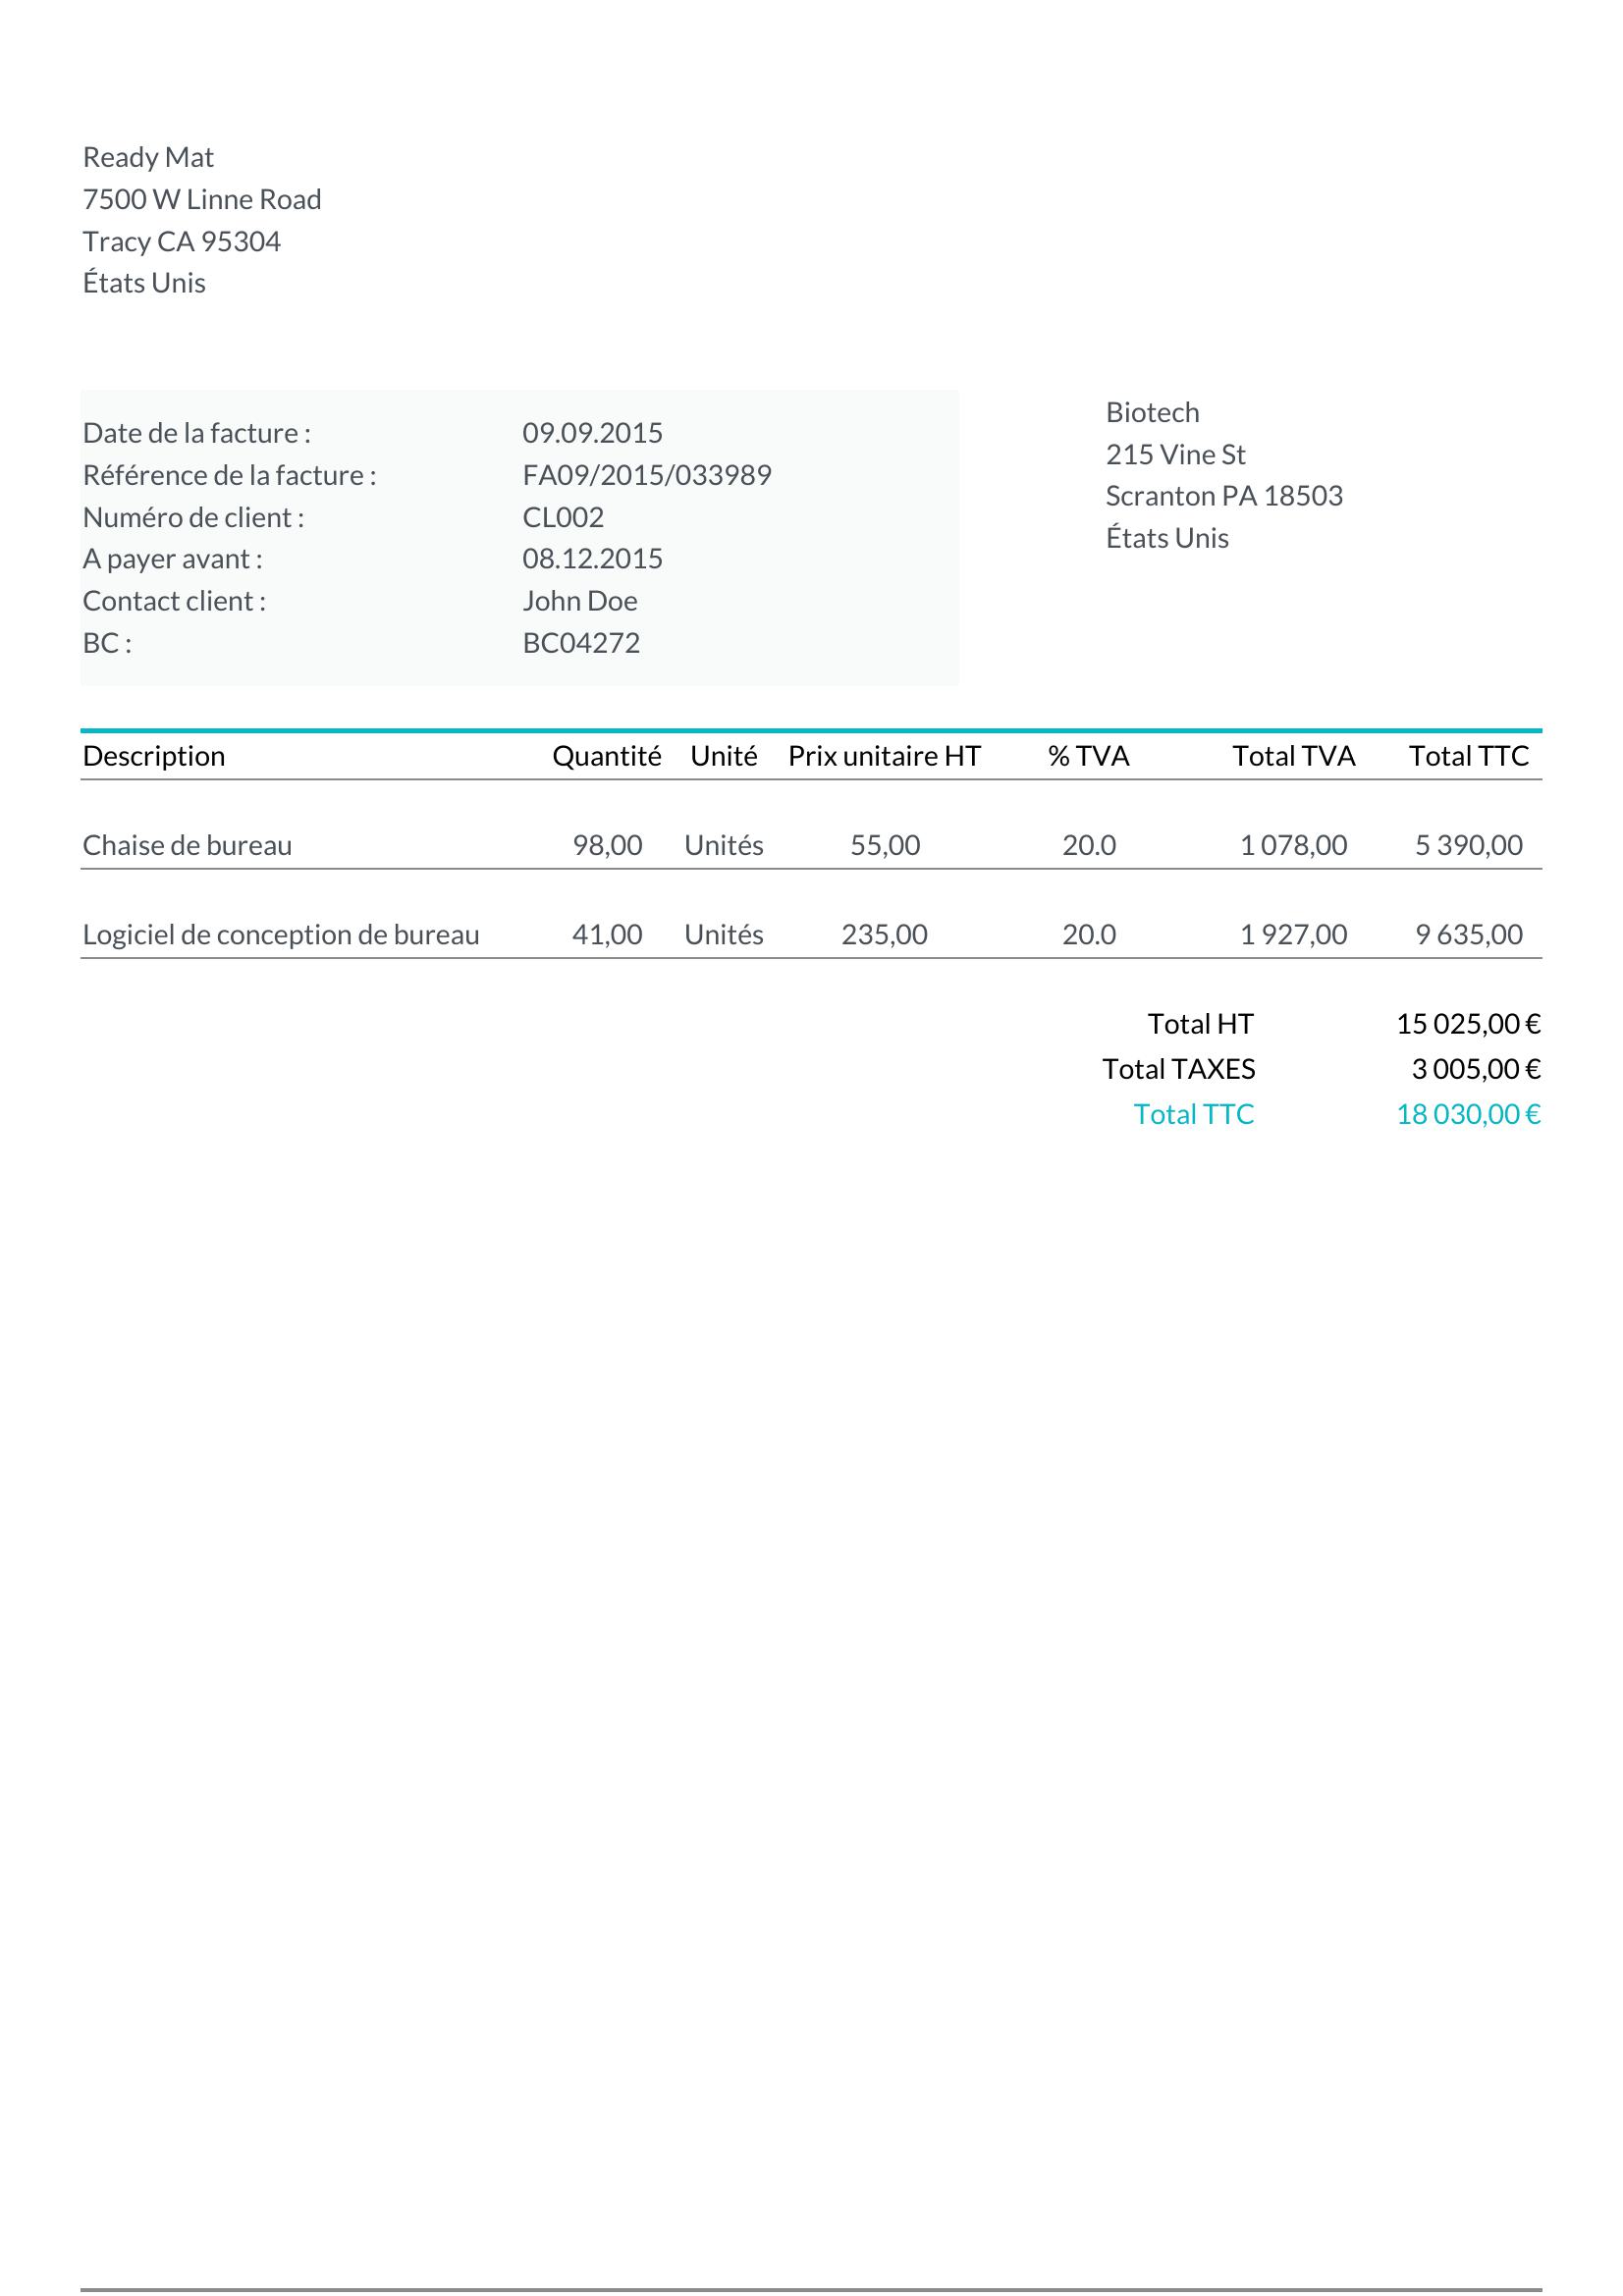 Ready Mat
7500 W Linne Road
Tracy CA 95304
États Unis
Biotech
215 Vine St
Scranton PA 18503
États Unis
Date de la facture : 09.09.2015
Référence de la facture : FA09/2015/033989
Numéro de client : CL002
A payer avant : 08.12.2015
Contact client : John Doe
BC : BC04272
Description Quantité Unité Prix unitaire HT % TVA Total TVA Total TTC
Chaise de bureau 98,00 Unités 55,00 20.0 1 078,00 5 390,00
Logiciel de conception de bureau 41,00 Unités 235,00 20.0 1 927,00 9 635,00
Total HT 15 025,00 €
Total TAXES 3 005,00 €
Total TTC 18 030,00 €